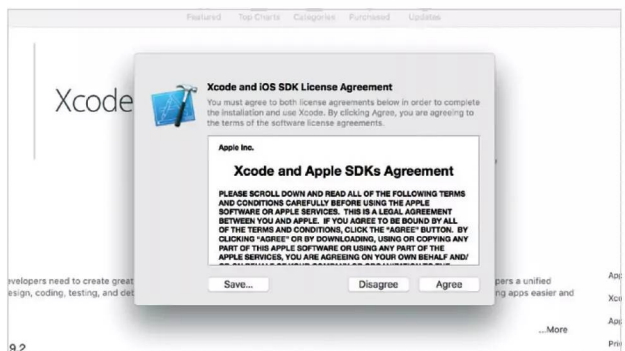 Featured Top Charts Categories Purchased Updates
Xcode
Xcode and iOS SDK License Agreement
You must agree to both license agreements below in order to complete
the installation and use Xcode. By clicking Agree, you are agreeing to
the terms of the software license agreements.
Apple Inc.
Xcode and Apple SDKs Agreement
PLEASE SCROLL DOWN AND READ ALL OF THE FOLLOWING TERMS
AND CONDITIONS CAREFULLY BEFORE USING THE APPLE
SOFTWARE OR APPLE SERVICES. THIS IS A LEGAL AGREEMENT
BETWEEN YOU AND APPLE. IF YOU AGREE TO BE BOUND BY ALL
OF THE TERMS AND CONDITIONS, CLICK THE "AGREE" BUTTON. BY
CLICKING "AGREE" OR BY DOWNLOADING, USING OR COPYING ANY
PART OF THIS APPLE SOFTWARE OR USING ANY PART OF THE
APPLE SERVICES, YOU ARE AGREEING ON YOUR OWN BEHALF AND/
Save... Disagree Agree
evelopers need to create great pers a unified
esign, coding, testing, and de ng apps easier and
...More
9.2
App
Xco
App
Pri